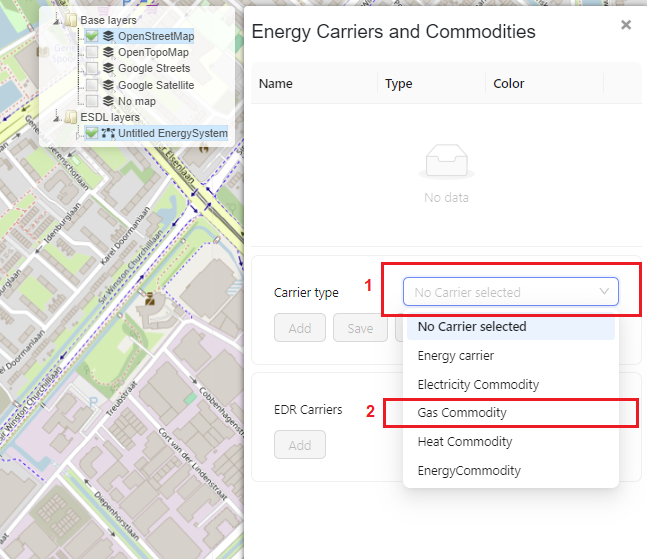 Base layers
OpenStreetMap
OpenTopoMap
Google Streets
Google Satellite
No map
ESDL layers
Untitled EnergySystem
Energy Carriers and Commodities
Name Type Color
No data
1
Carrier type
No Carrier selected
Add Save
No Carrier selected
Energy carrier
Electricity Commodity
2
EDR Carriers
Gas Commodity
Add
Heat Commodity
EnergyCommodity
Idenburglaan
Karel Doormanlaan
Karel Doormanlaan
Sir Winston Churchilllaan
Sir Winston Churchilllaan
Treubstraat
Cort van der Lindenstraat
Diepenhorstlaan